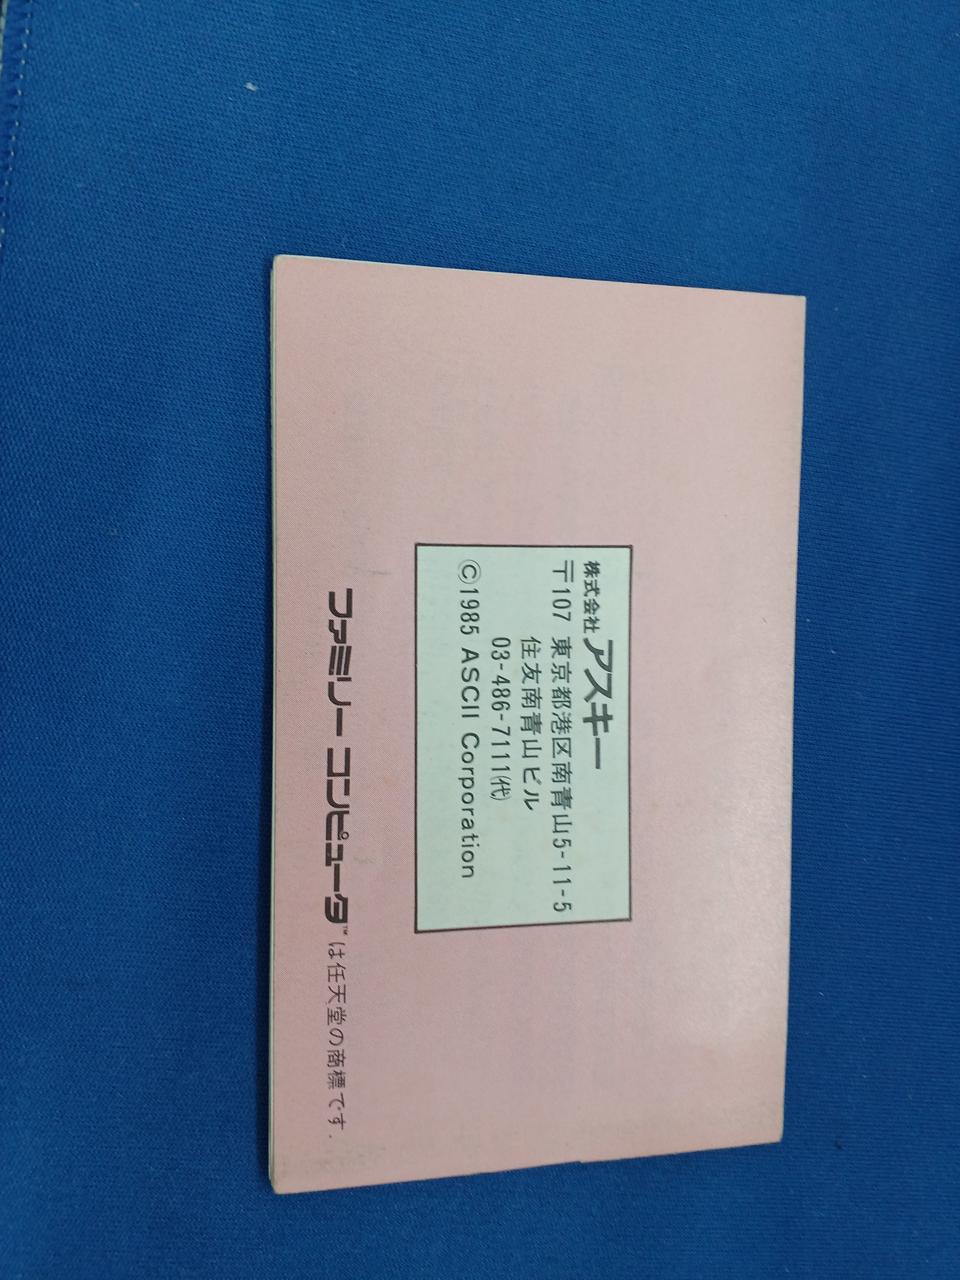 株式会社アスキー
〒107 東京都港区南青山5-11-5
住友南青山ビル
03-486-7111㈹
©1985 ASCII Corporation
ファミリー コンピュータ™は任天堂の商標です.